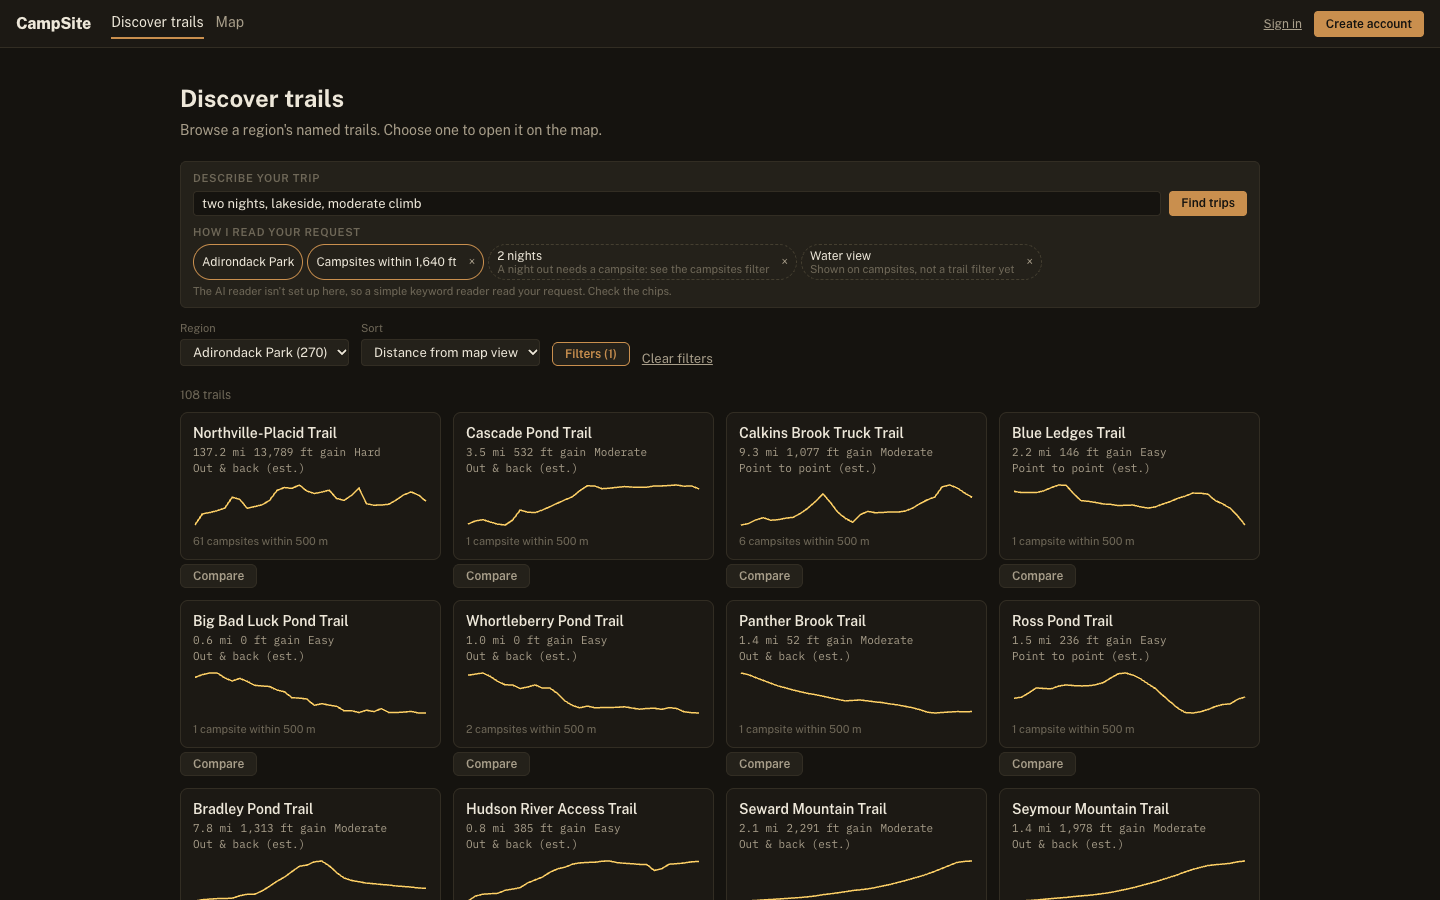 CampSite
Discover trails
Map
Sign in
Create account
Discover trails
Browse a region's named trails. Choose one to open it on the map.
DESCRIBE YOUR TRIP
two nights, lakeside, moderate climb
Find trips
HOW I READ YOUR REQUEST
Adirondack Park
Campsites within 1,640 ft ×
2 nights
A night out needs a campsite: see the campsites filter
×
Water view
Shown on campsites, not a trail filter yet
×
The AI reader isn't set up here, so a simple keyword reader read your request. Check the chips.
Region
Adirondack Park (270)
Sort
Distance from map view
Filters (1)
Clear filters
108 trails
Northville-Placid Trail
137.2 mi 13,789 ft gain Hard
Out & back (est.)
61 campsites within 500 m
Compare
Cascade Pond Trail
3.5 mi 532 ft gain Moderate
Out & back (est.)
1 campsite within 500 m
Compare
Calkins Brook Truck Trail
9.3 mi 1,077 ft gain Moderate
Point to point (est.)
6 campsites within 500 m
Compare
Blue Ledges Trail
2.2 mi 146 ft gain Easy
Point to point (est.)
1 campsite within 500 m
Compare
Big Bad Luck Pond Trail
0.6 mi 0 ft gain Easy
Out & back (est.)
1 campsite within 500 m
Compare
Whortleberry Pond Trail
1.0 mi 0 ft gain Easy
Out & back (est.)
2 campsites within 500 m
Compare
Panther Brook Trail
1.4 mi 52 ft gain Moderate
Out & back (est.)
1 campsite within 500 m
Compare
Ross Pond Trail
1.5 mi 236 ft gain Easy
Point to point (est.)
1 campsite within 500 m
Compare
Bradley Pond Trail
7.8 mi 1,313 ft gain Moderate
Out & back (est.)
Hudson River Access Trail
0.8 mi 385 ft gain Easy
Out & back (est.)
Seward Mountain Trail
2.1 mi 2,291 ft gain Moderate
Out & back (est.)
Seymour Mountain Trail
1.4 mi 1,978 ft gain Moderate
Out & back (est.)